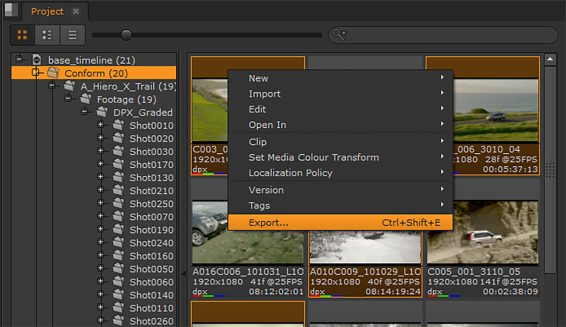 Project
base_timeline (21)
Conform (20)
A_Hiero_X_Trail (19)
Footage (19)
DPX_Graded
Shot0010
Shot0020
Shot0030
Shot0170
Shot0130
Shot0210
Shot0250
Shot0070
Shot0190
Shot0240
Shot0160
Shot0050
Shot0060
Shot0140
Shot0110
Shot0260
C003_0
1920x10
dpx
_006_3110_04
1080 28f@25FPS
00:05:37:13
New
Import
Edit
Open In
Clip
Set Media Colour Transform
Localization Policy
Version
Tags
Export... Ctrl+Shift+E
A016C006_101031_L1O
1920x1080 41f@25FPS
dpx 08:12:02:01
A010C009_101029_L1O
1920x1080 40f@25FPS
dpx 08:14:19:24
C005_001_3110_05
1920x1080 141f@25FPS
dpx 00:02:38:09